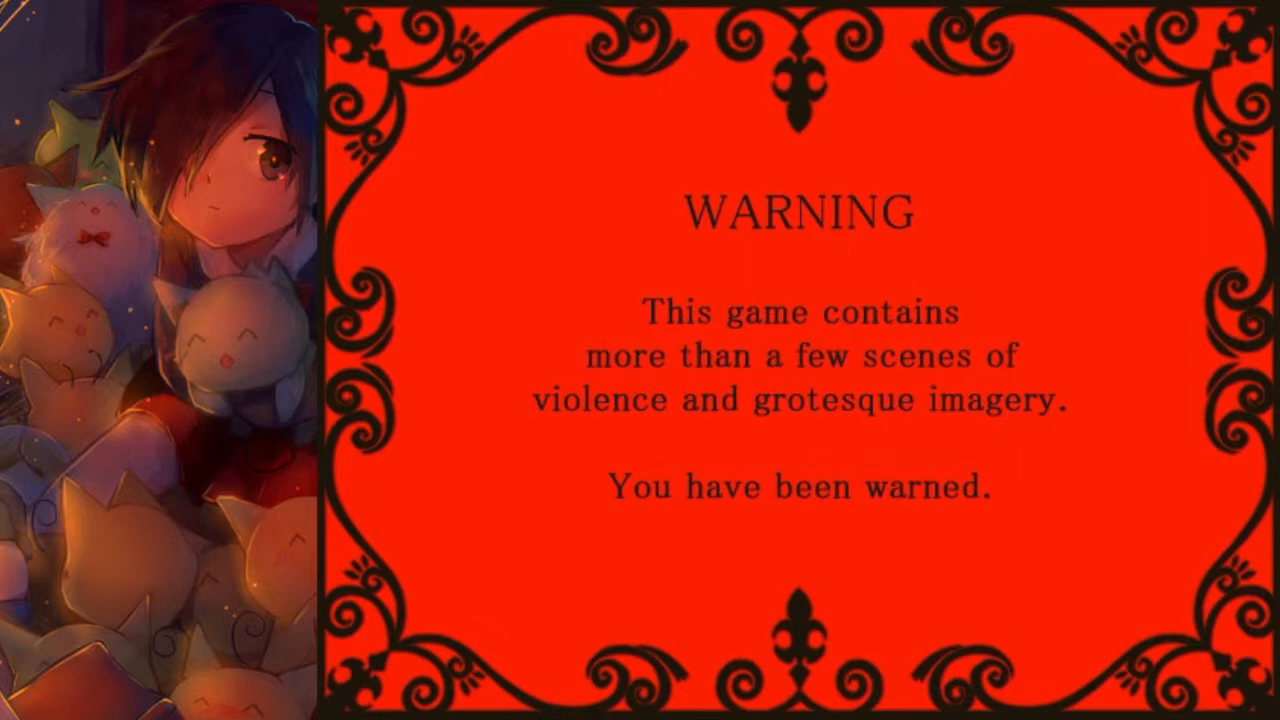 WARNING
This game contains
more than a few scenes of
violence and grotesque imagery.
You have been warned.